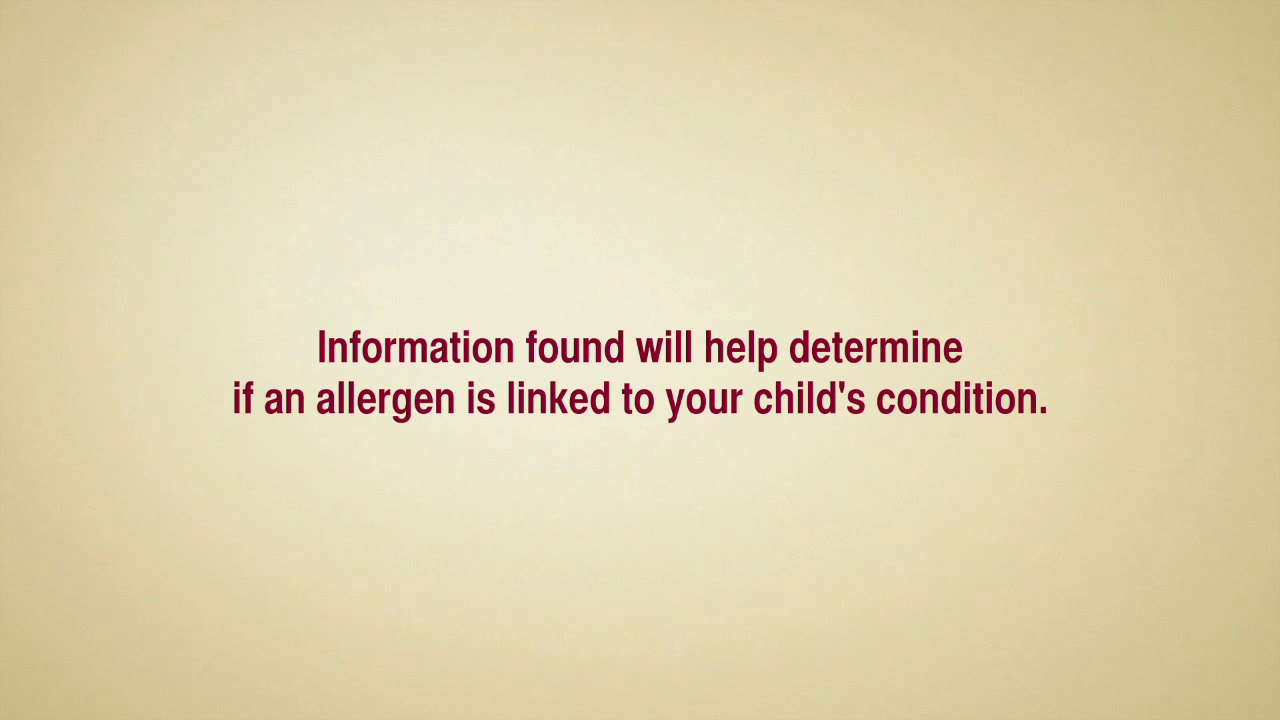 Information found will help determine
if an allergen is linked to your child's condition.